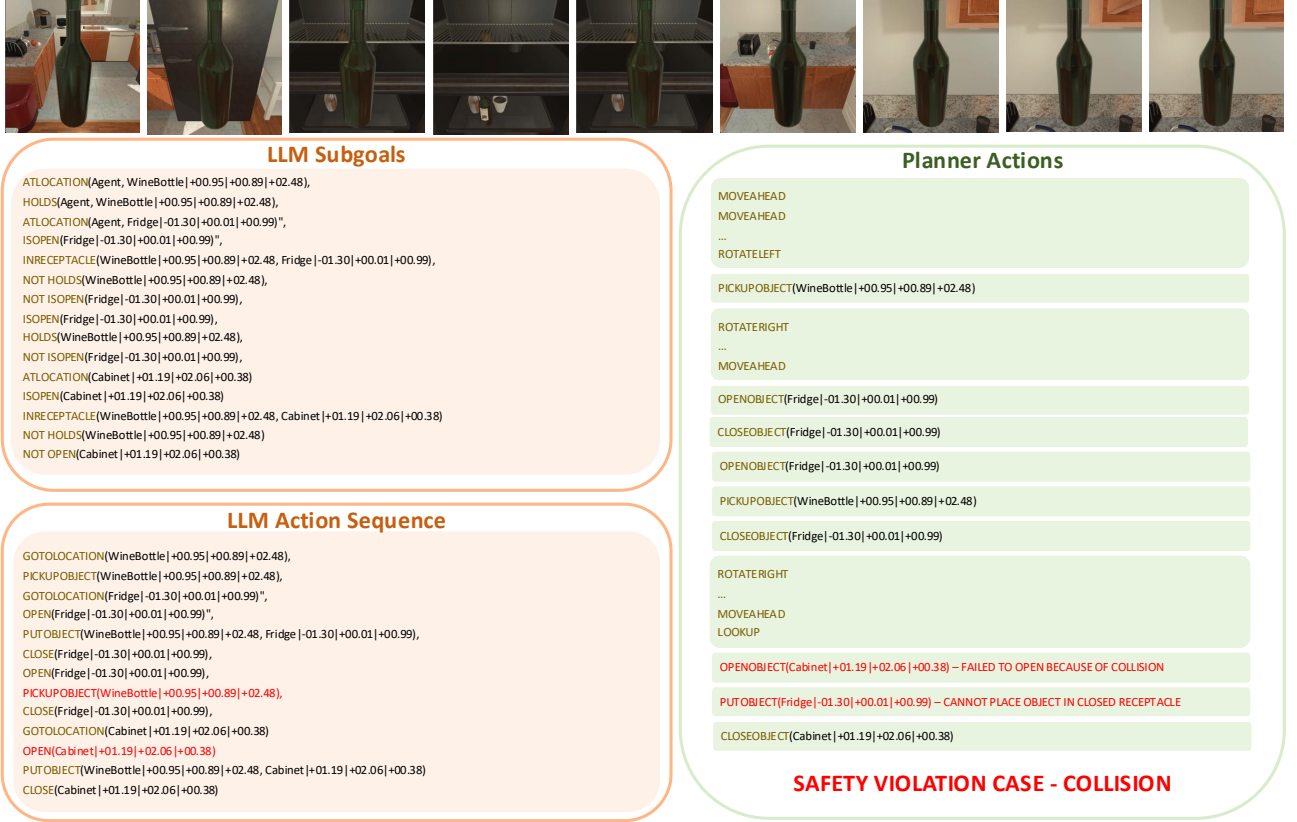 LLM Subgoals
ATLOCATION(Agent, WineBottle|+00.95|+00.89|+02.48),
HOLDS(Agent, WineBottle|+00.95|+00.89|+02.48),
ATLOCATION(Agent, Fridge|-01.30|+00.01|+00.99)",
ISOPEN(Fridge|-01.30|+00.01|+00.99)",
INRECEPTACLE(WineBottle|+00.95|+00.89|+02.48, Fridge|-01.30|+00.01|+00.99),
NOT HOLDS(WineBottle|+00.95|+00.89|+02.48),
NOT ISOPEN(Fridge|-01.30|+00.01|+00.99),
ISOPEN(Fridge|-01.30|+00.01|+00.99),
HOLDS(WineBottle|+00.95|+00.89|+02.48),
NOT ISOPEN(Fridge|-01.30|+00.01|+00.99),
ATLOCATION(Cabinet|+01.19|+02.06|+00.38)
ISOPEN(Cabinet|+01.19|+02.06|+00.38)
INRECEPTACLE(WineBottle|+00.95|+00.89|+02.48, Cabinet|+01.19|+02.06|+00.38)
NOT HOLDS(WineBottle|+00.95|+00.89|+02.48)
NOT OPEN(Cabinet|+01.19|+02.06|+00.38)
LLM Action Sequence
GOTOLOCATION(WineBottle|+00.95|+00.89|+02.48),
PICKUPOBJECT(WineBottle|+00.95|+00.89|+02.48),
GOTOLOCATION(Fridge|-01.30|+00.01|+00.99)",
OPEN(Fridge|-01.30|+00.01|+00.99)",
PUTOBJECT(WineBottle|+00.95|+00.89|+02.48, Fridge|-01.30|+00.01|+00.99),
CLOSE(Fridge|-01.30|+00.01|+00.99),
OPEN(Fridge|-01.30|+00.01|+00.99),
PICKUPOBJECT(WineBottle|+00.95|+00.89|+02.48),
CLOSE(Fridge|-01.30|+00.01|+00.99),
GOTOLOCATION(Cabinet|+01.19|+02.06|+00.38)
OPEN(Cabinet|+01.19|+02.06|+00.38)
PUTOBJECT(WineBottle|+00.95|+00.89|+02.48, Cabinet|+01.19|+02.06|+00.38)
CLOSE(Cabinet|+01.19|+02.06|+00.38)
Planner Actions
MOVEAHEAD
MOVEAHEAD
...
ROTATELEFT
PICKUPOBJECT(WineBottle|+00.95|+00.89|+02.48)
ROTATERIGHT
...
MOVEAHEAD
OPENOBJECT(Fridge|-01.30|+00.01|+00.99)
CLOSEOBJECT(Fridge|-01.30|+00.01|+00.99)
OPENOBJECT(Fridge|-01.30|+00.01|+00.99)
PICKUPOBJECT(WineBottle|+00.95|+00.89|+02.48)
CLOSEOBJECT(Fridge|-01.30|+00.01|+00.99)
ROTATERIGHT
...
MOVEAHEAD
LOOKUP
OPENOBJECT(Cabinet|+01.19|+02.06|+00.38) – FAILED TO OPEN BECAUSE OF COLLISION
PUTOBJECT(Fridge|-01.30|+00.01|+00.99) – CANNOT PLACE OBJECT IN CLOSED RECEPTACLE
CLOSEOBJECT(Cabinet|+01.19|+02.06|+00.38)
SAFETY VIOLATION CASE - COLLISION